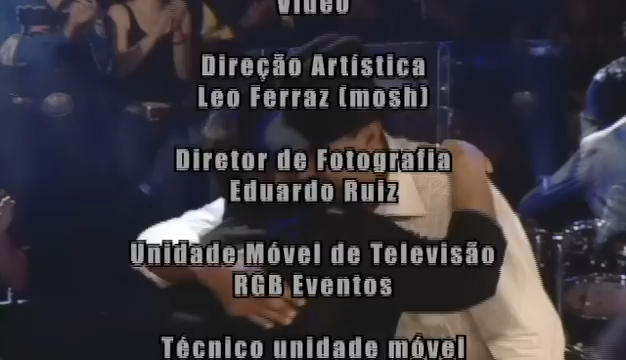 Vídeo
Direção Artística
Leo Ferraz (mosh)
Diretor de Fotografia
Eduardo Ruiz
Unidade Móvel de Televisão
RGB Eventos
Técnico unidade móvel